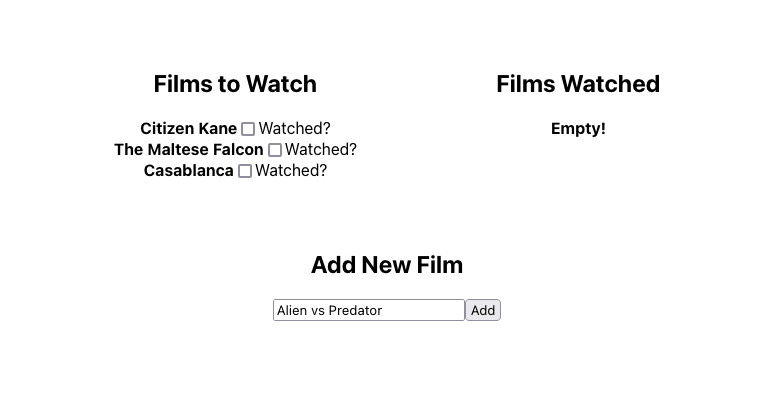 Films to Watch
Citizen Kane Watched?
The Maltese Falcon Watched?
Casablanca Watched?
Films Watched
Empty!
Add New Film
Alien vs Predator Add